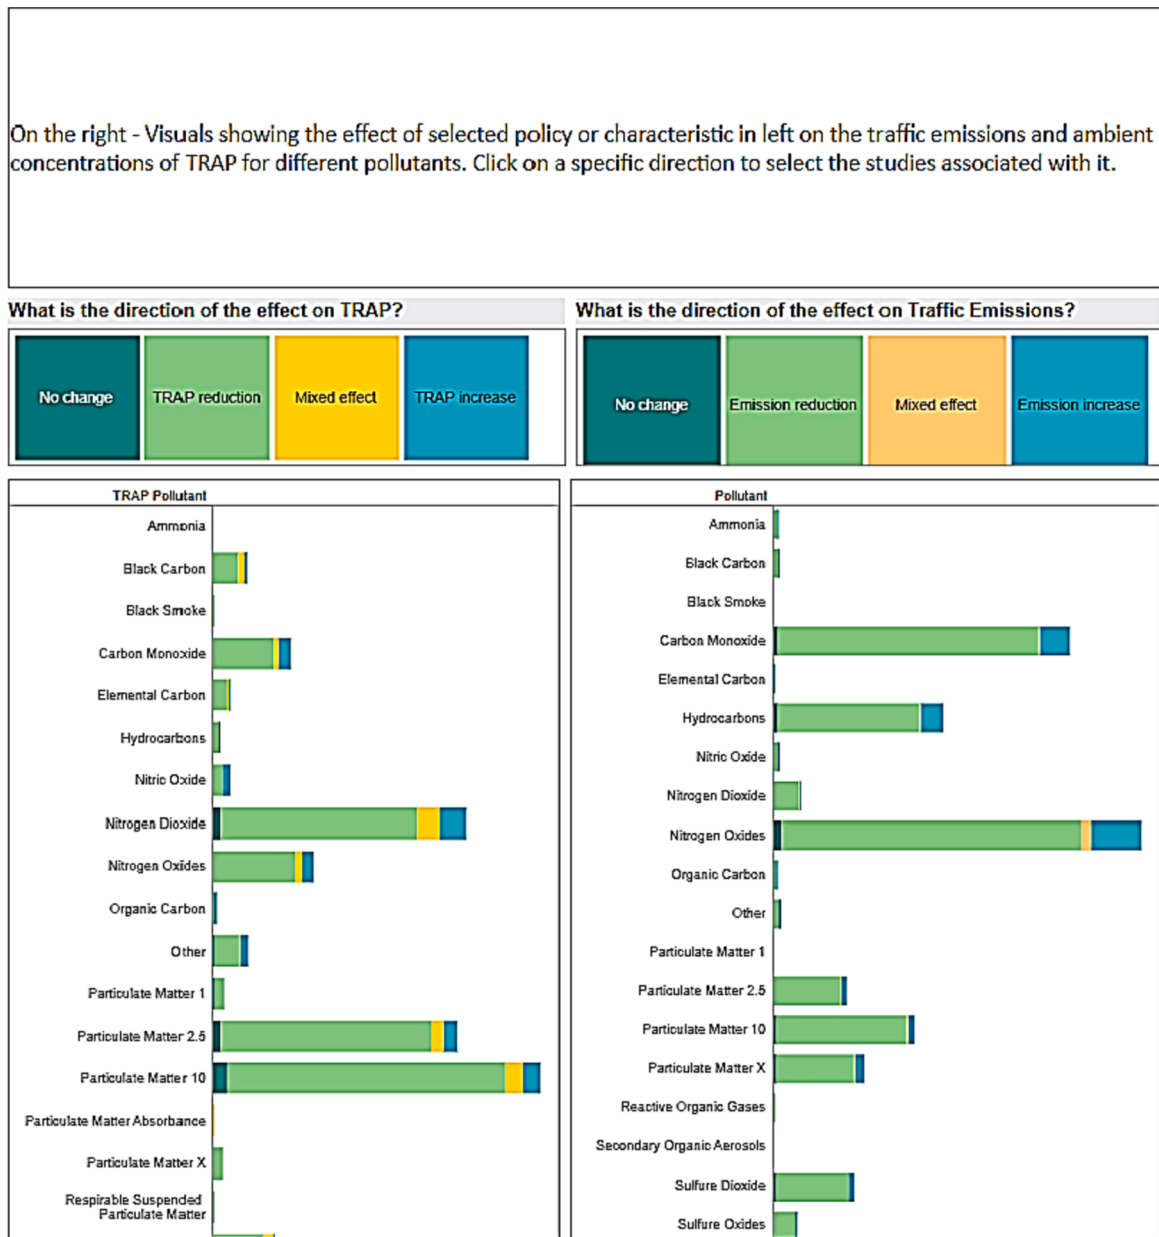 On the right - Visuals showing the effect of selected policy or characteristic in left on the traffic emissions and ambient
concentrations of TRAP for different pollutants. Click on a specific direction to select the studies associated with it.
What is the direction of the effect on TRAP?
No change
TRAP reduction
Mixed effect
TRAP increase
TRAP Pollutant
Ammonia
Black Carbon
Black Smoke
Carbon Monoxide
Elemental Carbon
Hydrocarbons
Nitric Oxide
Nitrogen Dioxide
Nitrogen Oxides
Organic Carbon
Other
Particulate Matter 1
Particulate Matter 2.5
Particulate Matter 10
Particulate Matter Absorbance
Particulate Matter X
Respirable Suspended
Particulate Matter
What is the direction of the effect on Traffic Emissions?
No change
Emission reduction
Mixed effect
Emission increase
Pollutant
Ammonia
Black Carbon
Black Smoke
Carbon Monoxide
Elemental Carbon
Hydrocarbons
Nitric Oxide
Nitrogen Dioxide
Nitrogen Oxides
Organic Carbon
Other
Particulate Matter 1
Particulate Matter 2.5
Particulate Matter 10
Particulate Matter X
Reactive Organic Gases
Secondary Organic Aerosols
Sulfure Dioxide
Sulfure Oxides